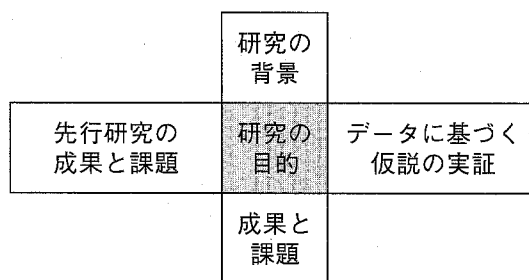 研究の
背景
先行研究の
成果と課題
研究の
目的
データに基づく
仮説の実証
成果と
課題